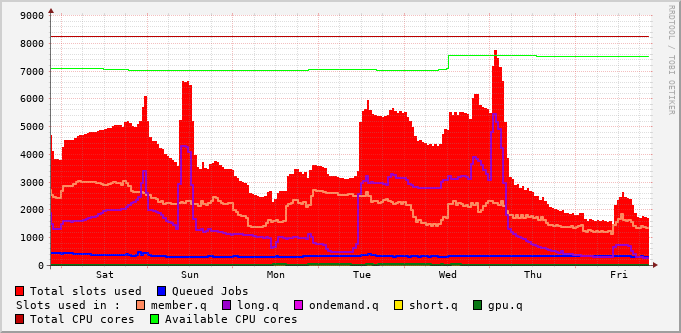 9000
8000
7000
6000
5000
4000
3000
2000
1000
0
Sat Sun Mon Tue Wed Thu Fri
RRDTOOL / TOBI OETIKER
Total slots used Queued Jobs
Slots used in : member.q long.q ondemand.q short.q gpu.q
Total CPU cores Available CPU cores